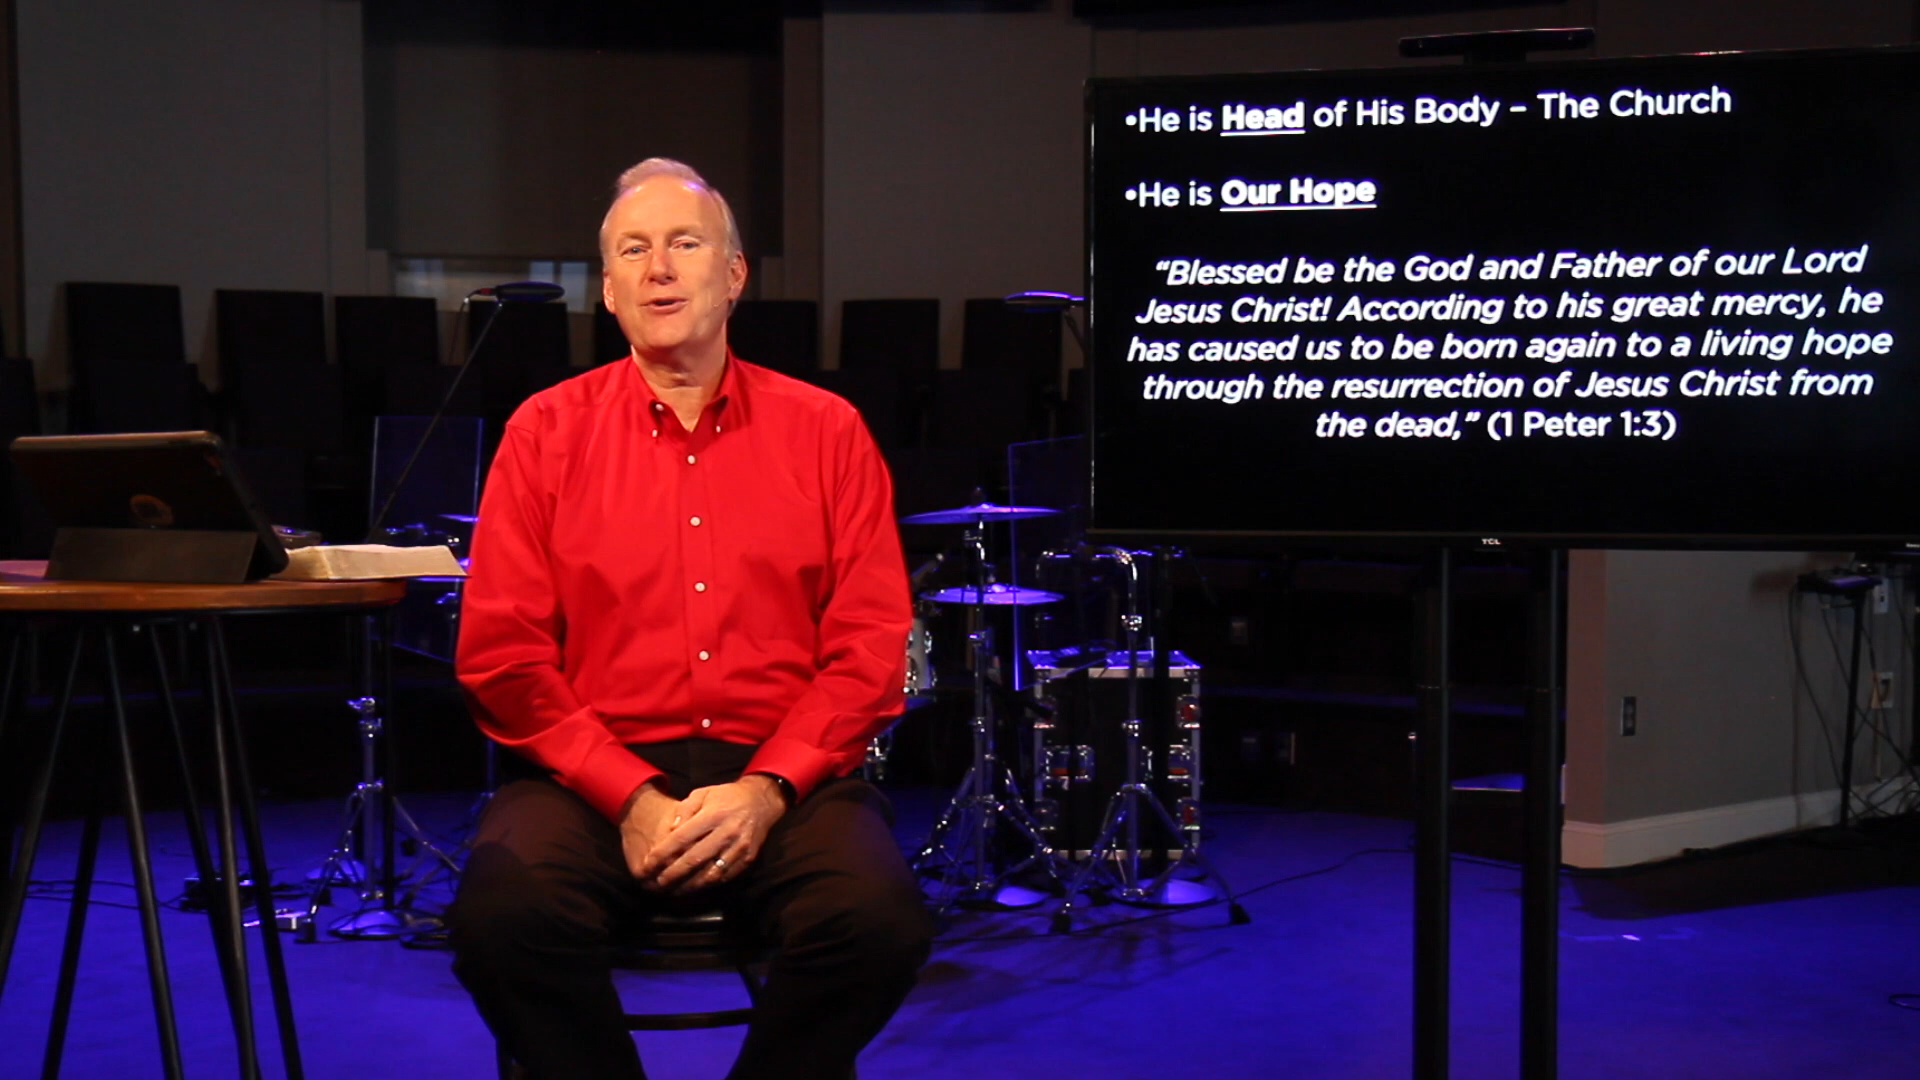 •He is Head of His Body – The Church
•He is Our Hope
“Blessed be the God and Father of our Lord
Jesus Christ! According to his great mercy, he
has caused us to be born again to a living hope
through the resurrection of Jesus Christ from
the dead,” (1 Peter 1:3)
TCL